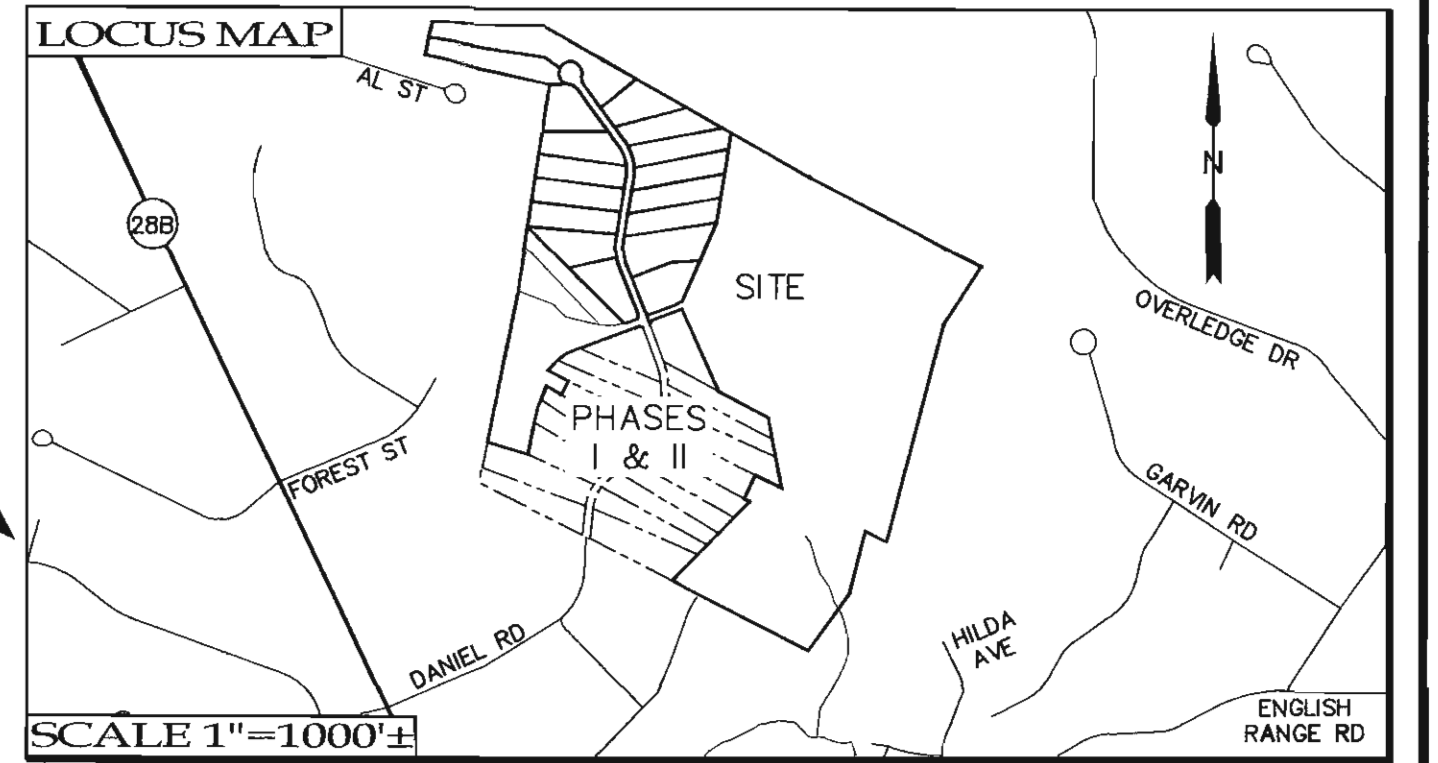 LOCUS MAP
AL ST
28B
N
SITE
OVERLEDGE DR
PHASES
I & II
FOREST ST
GARVIN RD
HILDA
AVE
DANIEL RD
ENGLISH
RANGE RD
SCALE 1"=1000'±